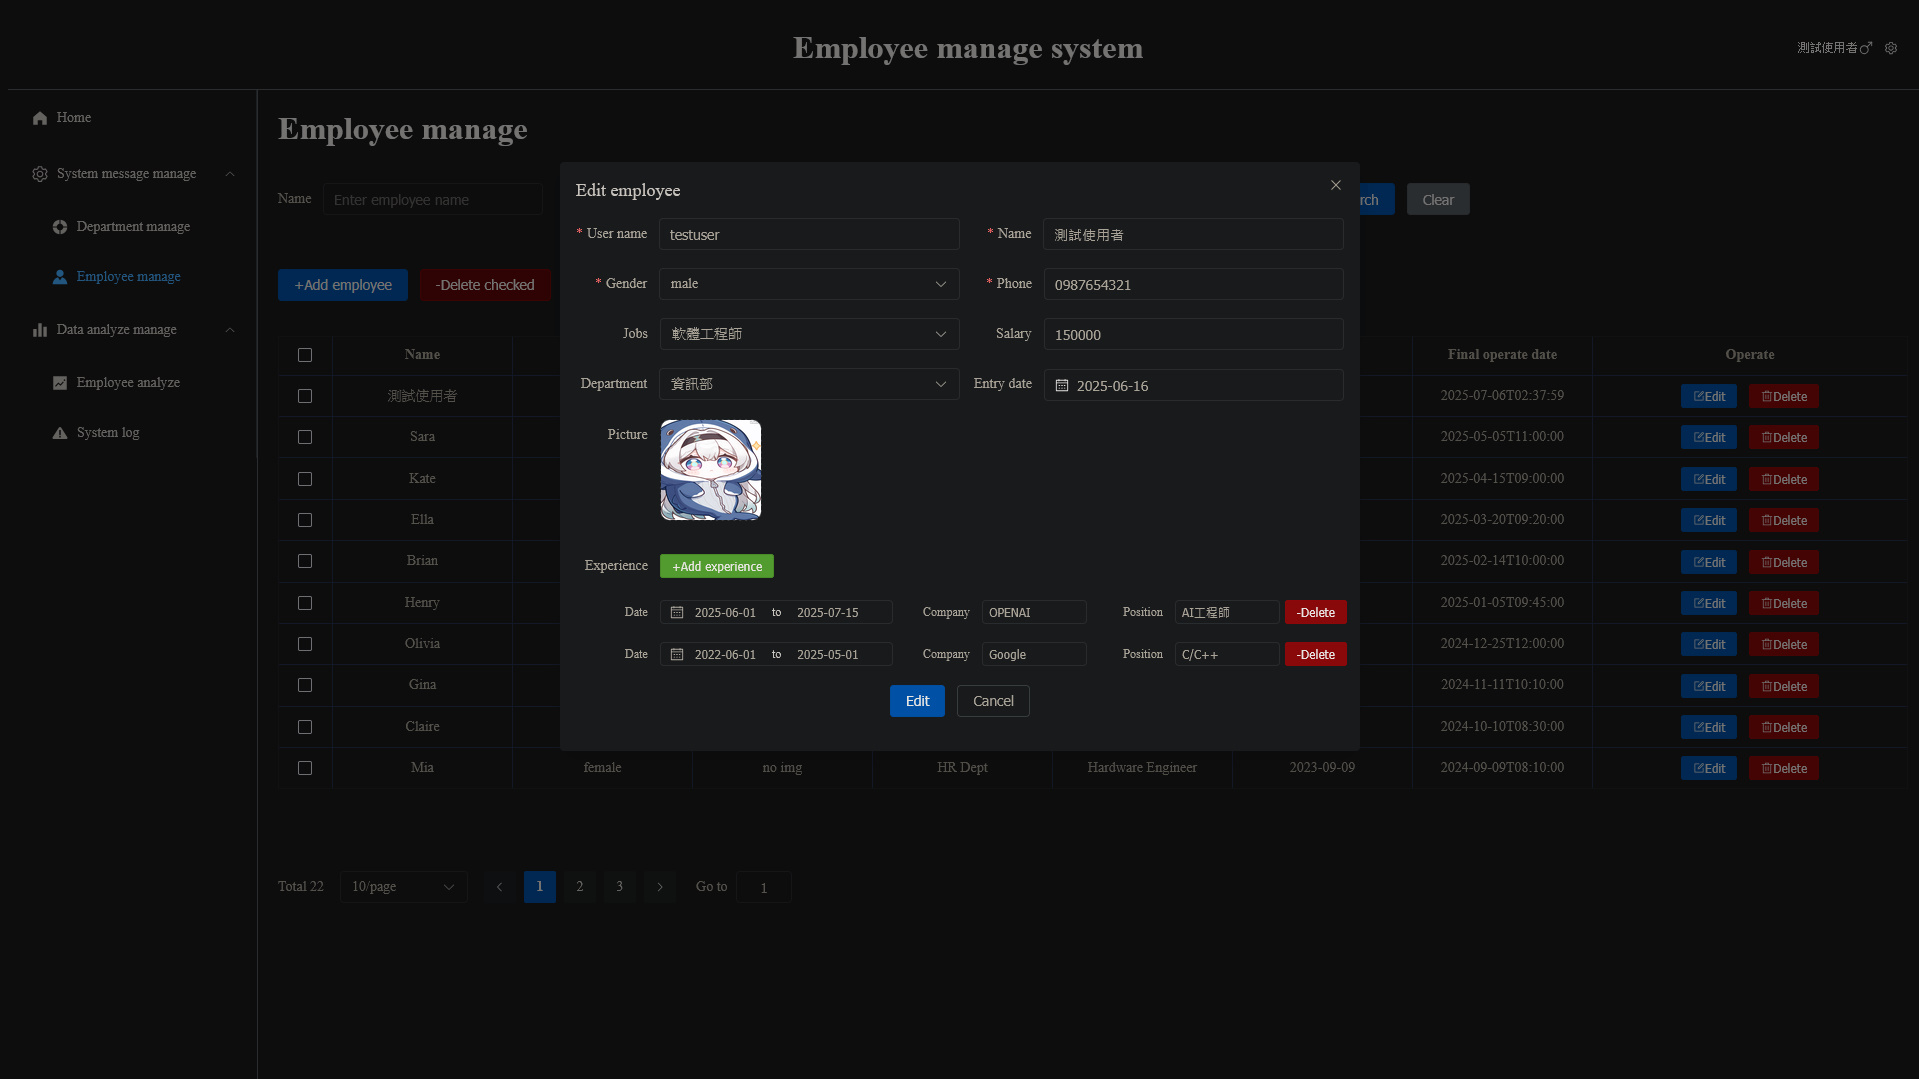 Employee manage system
測試使用者♂
Home
System message manage
Department manage
Employee manage
Data analyze manage
Employee analyze
System log
Employee manage
Name Enter employee name
rch Clear
+Add employee -Delete checked
Edit employee
* User name testuser * Name 測試使用者
* Gender male * Phone 0987654321
Jobs 軟體工程師 Salary 150000
Department 資訊部 Entry date 2025-06-16
Picture
Experience +Add experience
Date 2025-06-01 to 2025-07-15 Company OPENAI Position AI工程師 -Delete
Date 2022-06-01 to 2025-05-01 Company Google Position C/C++ -Delete
Edit Cancel
Name Final operate date Operate
測試使用者 2025-07-06T02:37:59 Edit Delete
Sara 2025-05-05T11:00:00 Edit Delete
Kate 2025-04-15T09:00:00 Edit Delete
Ella 2025-03-20T09:20:00 Edit Delete
Brian 2025-02-14T10:00:00 Edit Delete
Henry 2025-01-05T09:45:00 Edit Delete
Olivia 2024-12-25T12:00:00 Edit Delete
Gina 2024-11-11T10:10:00 Edit Delete
Claire 2024-10-10T08:30:00 Edit Delete
Mia female no img HR Dept Hardware Engineer 2023-09-09 2024-09-09T08:10:00 Edit Delete
Total 22 10/page 1 2 3 Go to 1